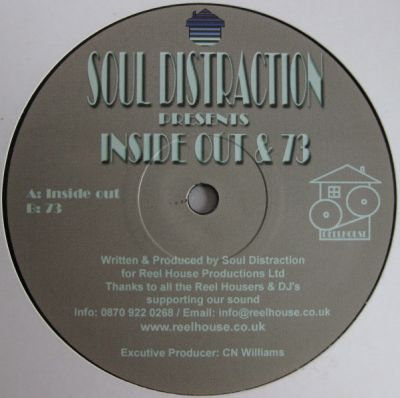 SOUL DISTRACTION
PRESENTS
INSIDE OUT & 73
A: Inside out
B: 73
REELHOUSE
Written & Produced by Soul Distraction
for Reel House Productions Ltd
Thanks to all the Reel Housers & DJ's
supporting our sound
Info: 0870 922 0268 / Email: info@reelhouse.co.uk
www.reelhouse.co.uk
Excutive Producer: CN Williams